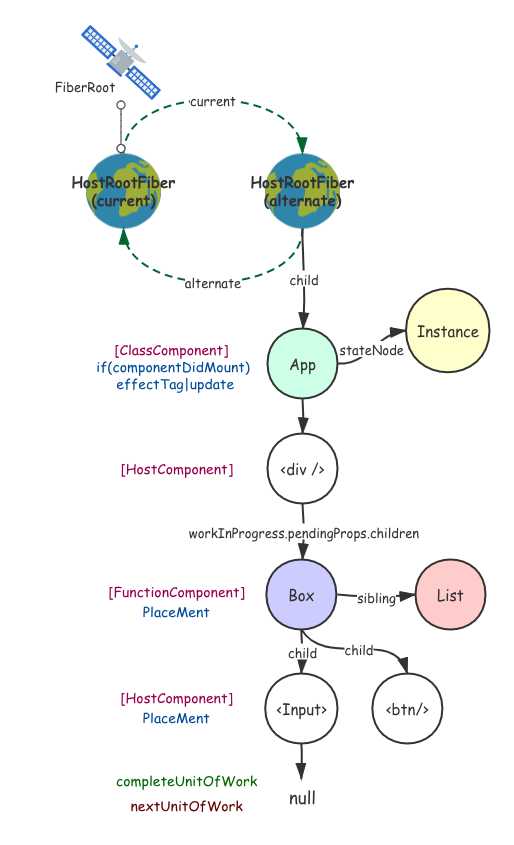 FiberRoot
current
HostRootFiber
(current)
HostRootFiber
(alternate)
alternate
child
[ClassComponent]
if(componentDidMount)
effectTag|update
App
stateNode
Instance
[HostComponent]
<div />
workInProgress.pendingProps.children
[FunctionComponent]
PlaceMent
Box
sibling
List
child
child
[HostComponent]
PlaceMent
<Input>
<btn/>
completeUnitOfWork
nextUnitOfWork
null